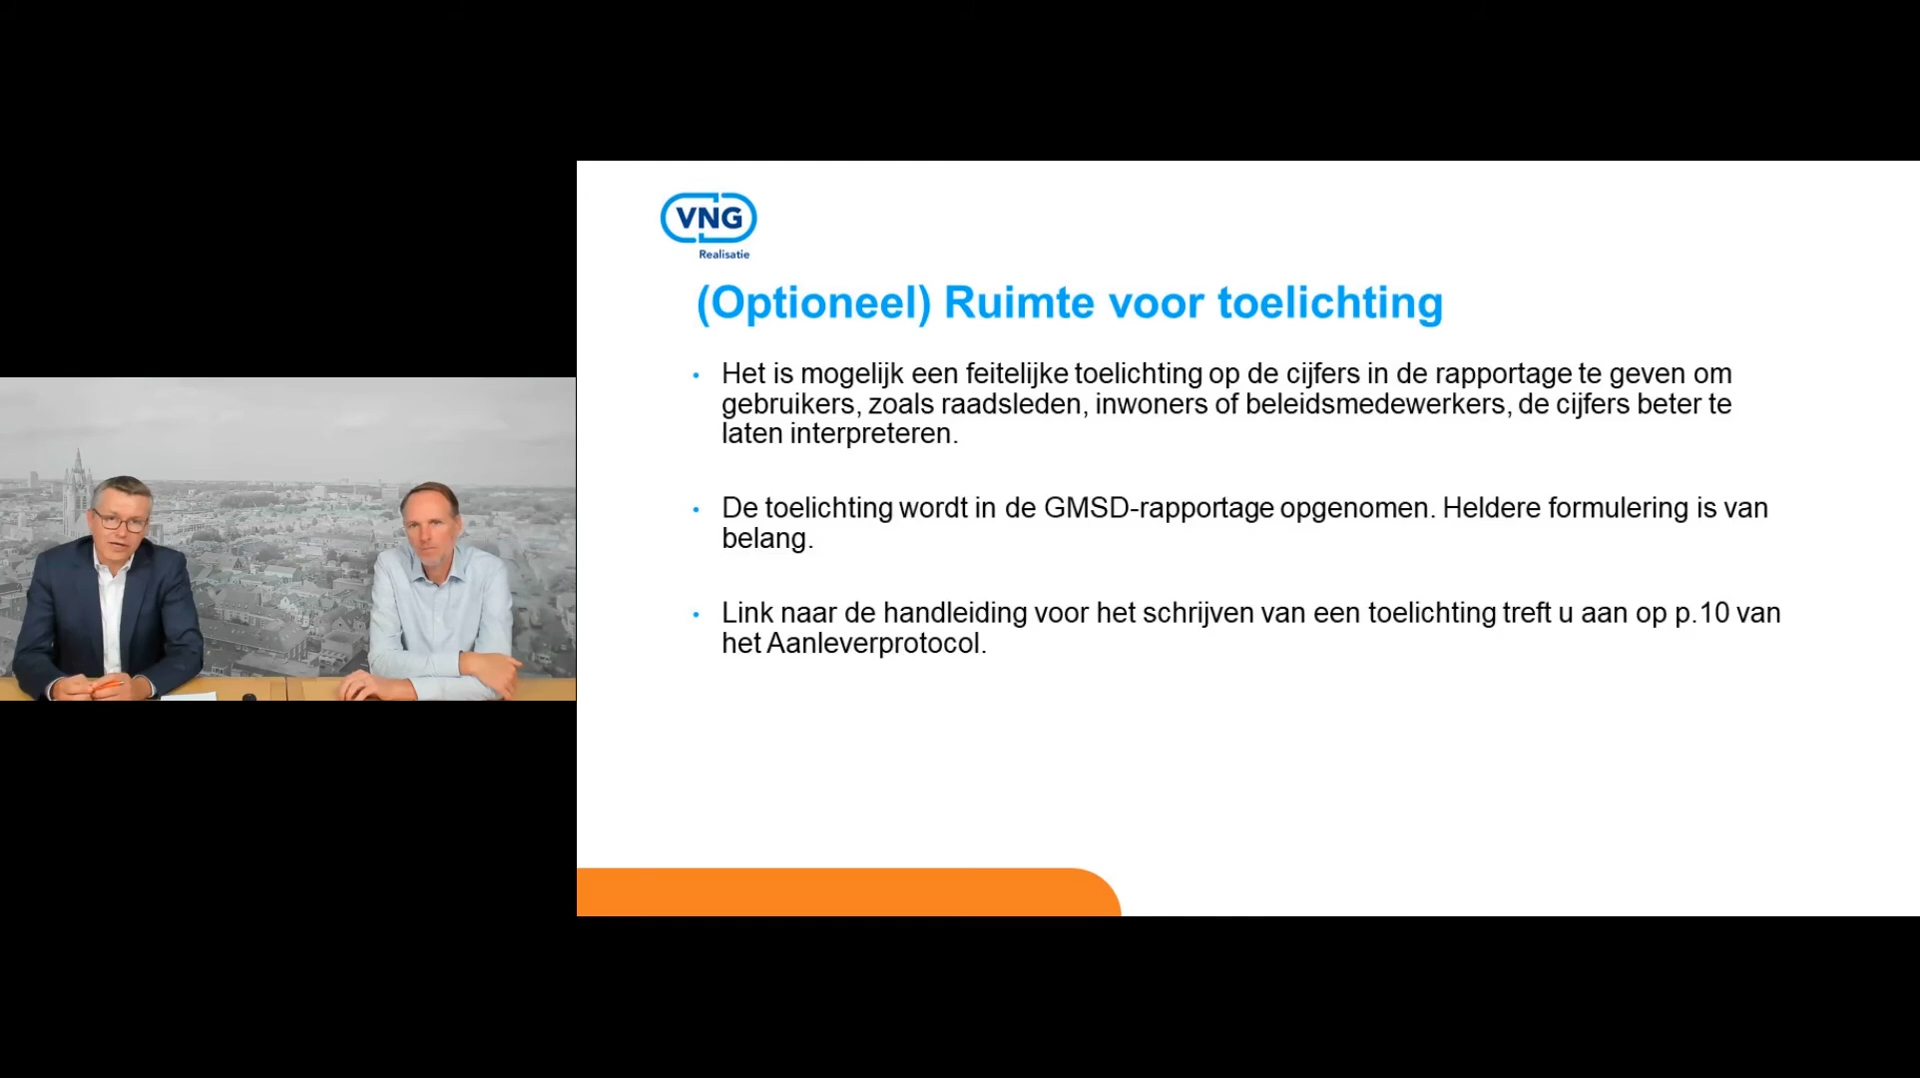 VNG
Realisatie
(Optioneel) Ruimte voor toelichting
• Het is mogelijk een feitelijke toelichting op de cijfers in de rapportage te geven om
gebruikers, zoals raadsleden, inwoners of beleidsmedewerkers, de cijfers beter te
laten interpreteren.
• De toelichting wordt in de GMSD-rapportage opgenomen. Heldere formulering is van
belang.
• Link naar de handleiding voor het schrijven van een toelichting treft u aan op p.10 van
het Aanleverprotocol.